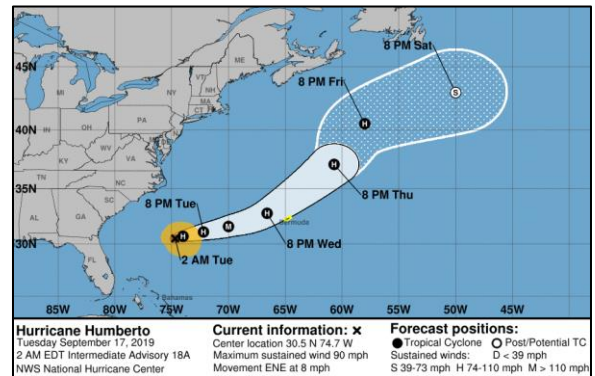 8 PM Sat
45N
ME
VT
NH
MI
NY
MA
CT
RI
8 PM Fri
40N
IN
OH
PA
NJ
WV
KY
VA
35N
TN
NC
8 PM Thu
SC
8 PM Tue
AL
GA
M
Bermuda
8 PM Wed
30N
2 AM Tue
FL
Bahamas
85W 80W 75W 70W 65W 60W 55W 50W 45W
Hurricane Humberto
Tuesday September 17, 2019
2 AM EDT Intermediate Advisory 18A
NWS National Hurricane Center
Current information: x
Center location 30.5 N 74.7 W
Maximum sustained wind 90 mph
Movement ENE at 8 mph
Forecast positions:
Tropical Cyclone Post/Potential TC
Sustained winds: D < 39 mph
S 39-73 mph H 74-110 mph M > 110 mph